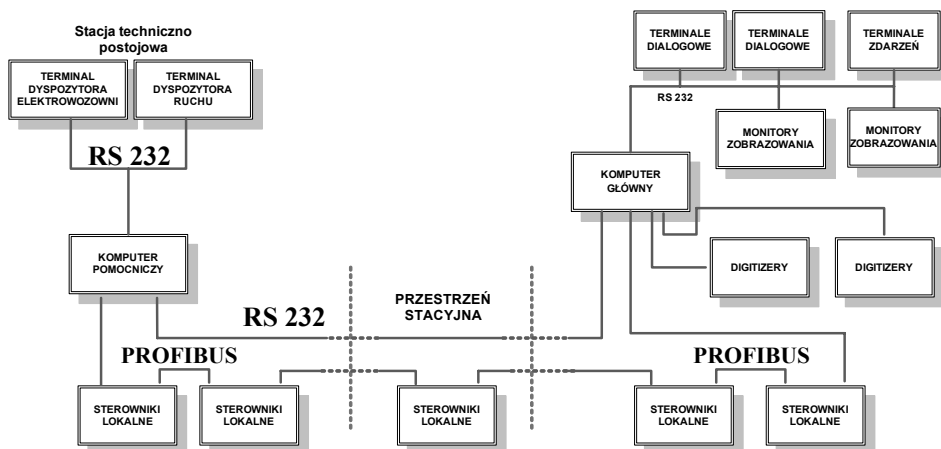 Stacja techniczno
postojowa
TERMINAL
DYSPOZYTORA
ELEKTROWOZOWNI
TERMINAL
DYSPOZYTORA
RUCHU
RS 232
KOMPUTER
POMOCNICZY
RS 232
PROFIBUS
STEROWNIKI
LOKALNE
STEROWNIKI
LOKALNE
PRZESTRZEŃ
STACYJNA
STEROWNIKI
LOKALNE
TERMINALE
DIALOGOWE
TERMINALE
DIALOGOWE
TERMINALE
ZDARZEŃ
RS 232
MONITORY
ZOBRAZOWANIA
MONITORY
ZOBRAZOWANIA
KOMPUTER
GŁÓWNY
DIGITIZERY
DIGITIZERY
PROFIBUS
STEROWNIKI
LOKALNE
STEROWNIKI
LOKALNE